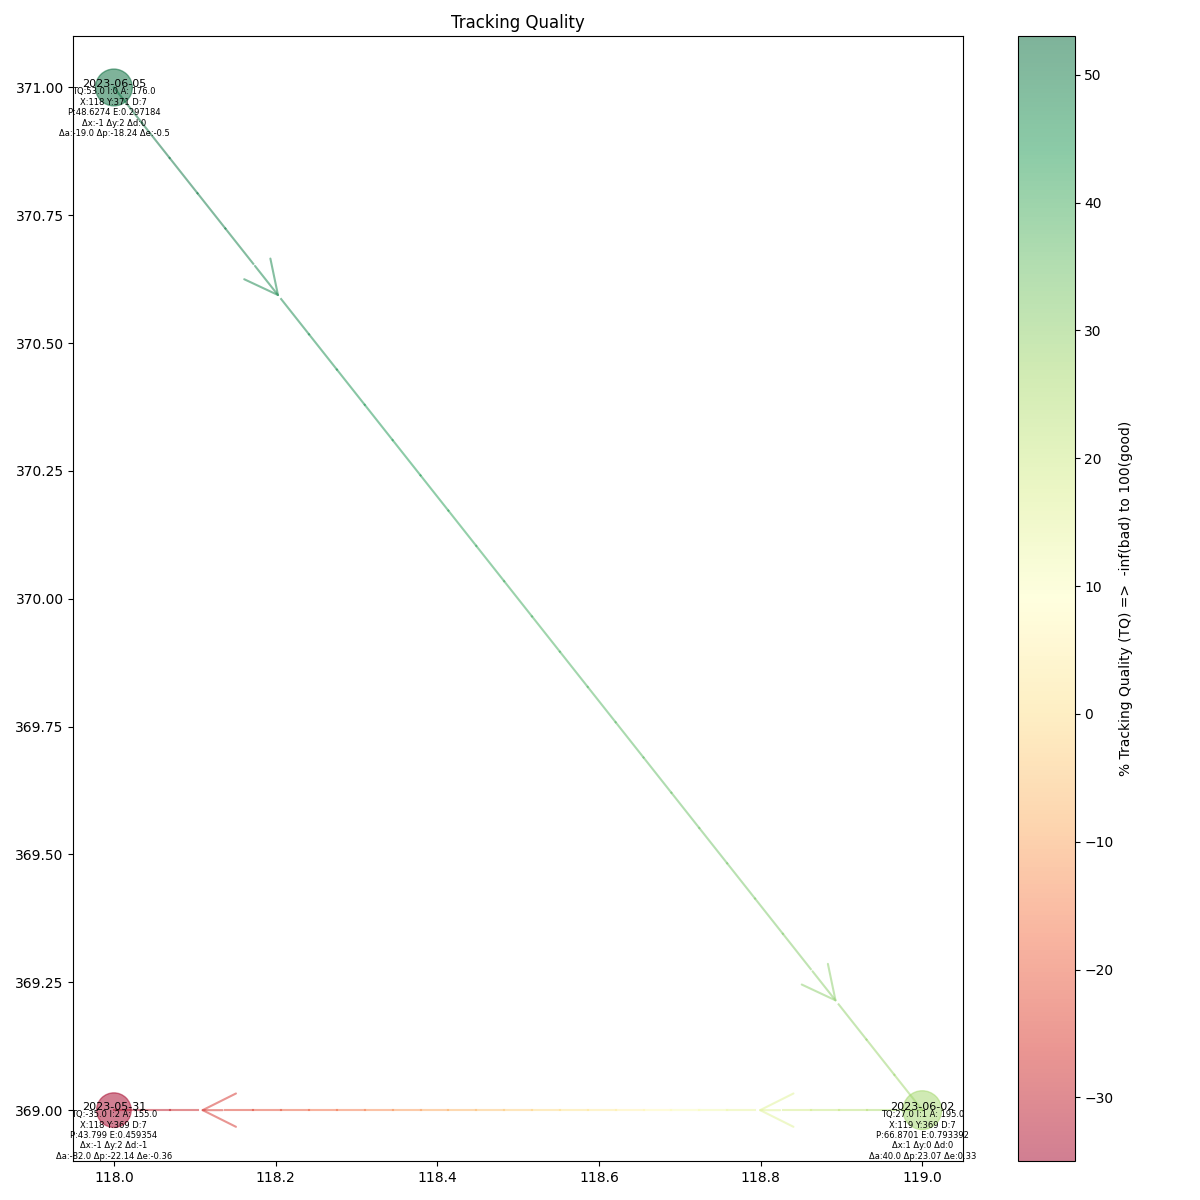 Tracking Quality
371.00
370.75
370.50
370.25
370.00
369.75
369.50
369.25
369.00
2023-06-05
TQ:53.0 I:0 A: 176.0
X:118 Y:371 D:7
P:48.6274 E:0.297184
Δx:-1 Δy:2 Δd:0
Δa:-19.0 Δp:-18.24 Δe:-0.5
2023-05-31
TQ:-35.0 I:2 A: 155.0
X:118 Y:369 D:7
P:43.799 E:0.459354
Δx:-1 Δy:2 Δd:-1
Δa:-82.0 Δp:-22.14 Δe:-0.36
2023-06-02
TQ:27.0 I:1 A: 195.0
X:119 Y:369 D:7
P:66.8701 E:0.793392
Δx:1 Δy:0 Δd:0
Δa:40.0 Δp:23.07 Δe:0.33
118.0 118.2 118.4 118.6 118.8 119.0
50
40
30
20
10
0
−10
−20
−30
% Tracking Quality (TQ) => -inf(bad) to 100(good)